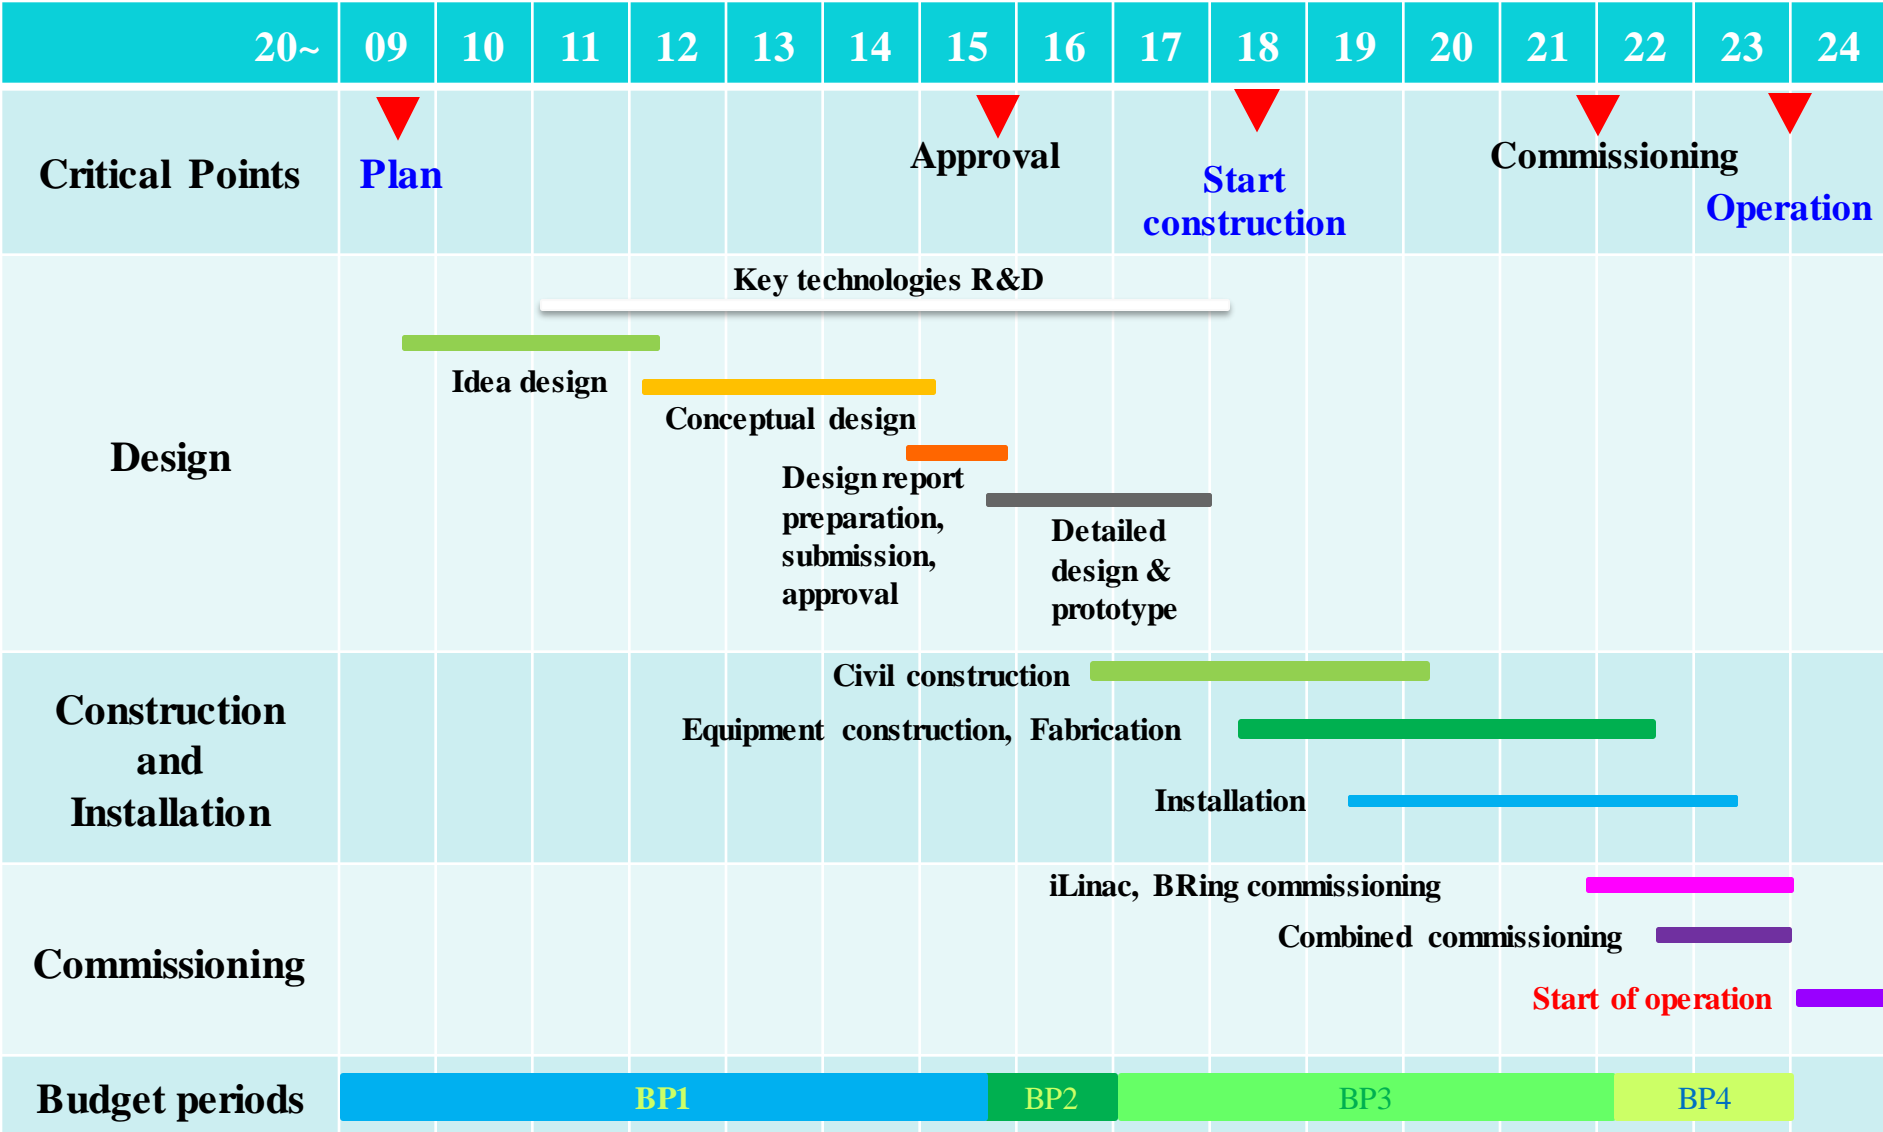 20~ 09 10 11 12 13 14 15 16 17 18 19 20 21 22 23 24
Critical Points
Plan
Approval
Start
construction
Commissioning
Operation
Design
Key technologies R&D
Idea design
Conceptual design
Design report
preparation,
submission,
approval
Detailed
design &
prototype
Construction
and
Installation
Civil construction
Equipment construction, Fabrication
Installation
Commissioning
iLinac, BRing commissioning
Combined commissioning
Start of operation
Budget periods
BP1 BP2 BP3 BP4